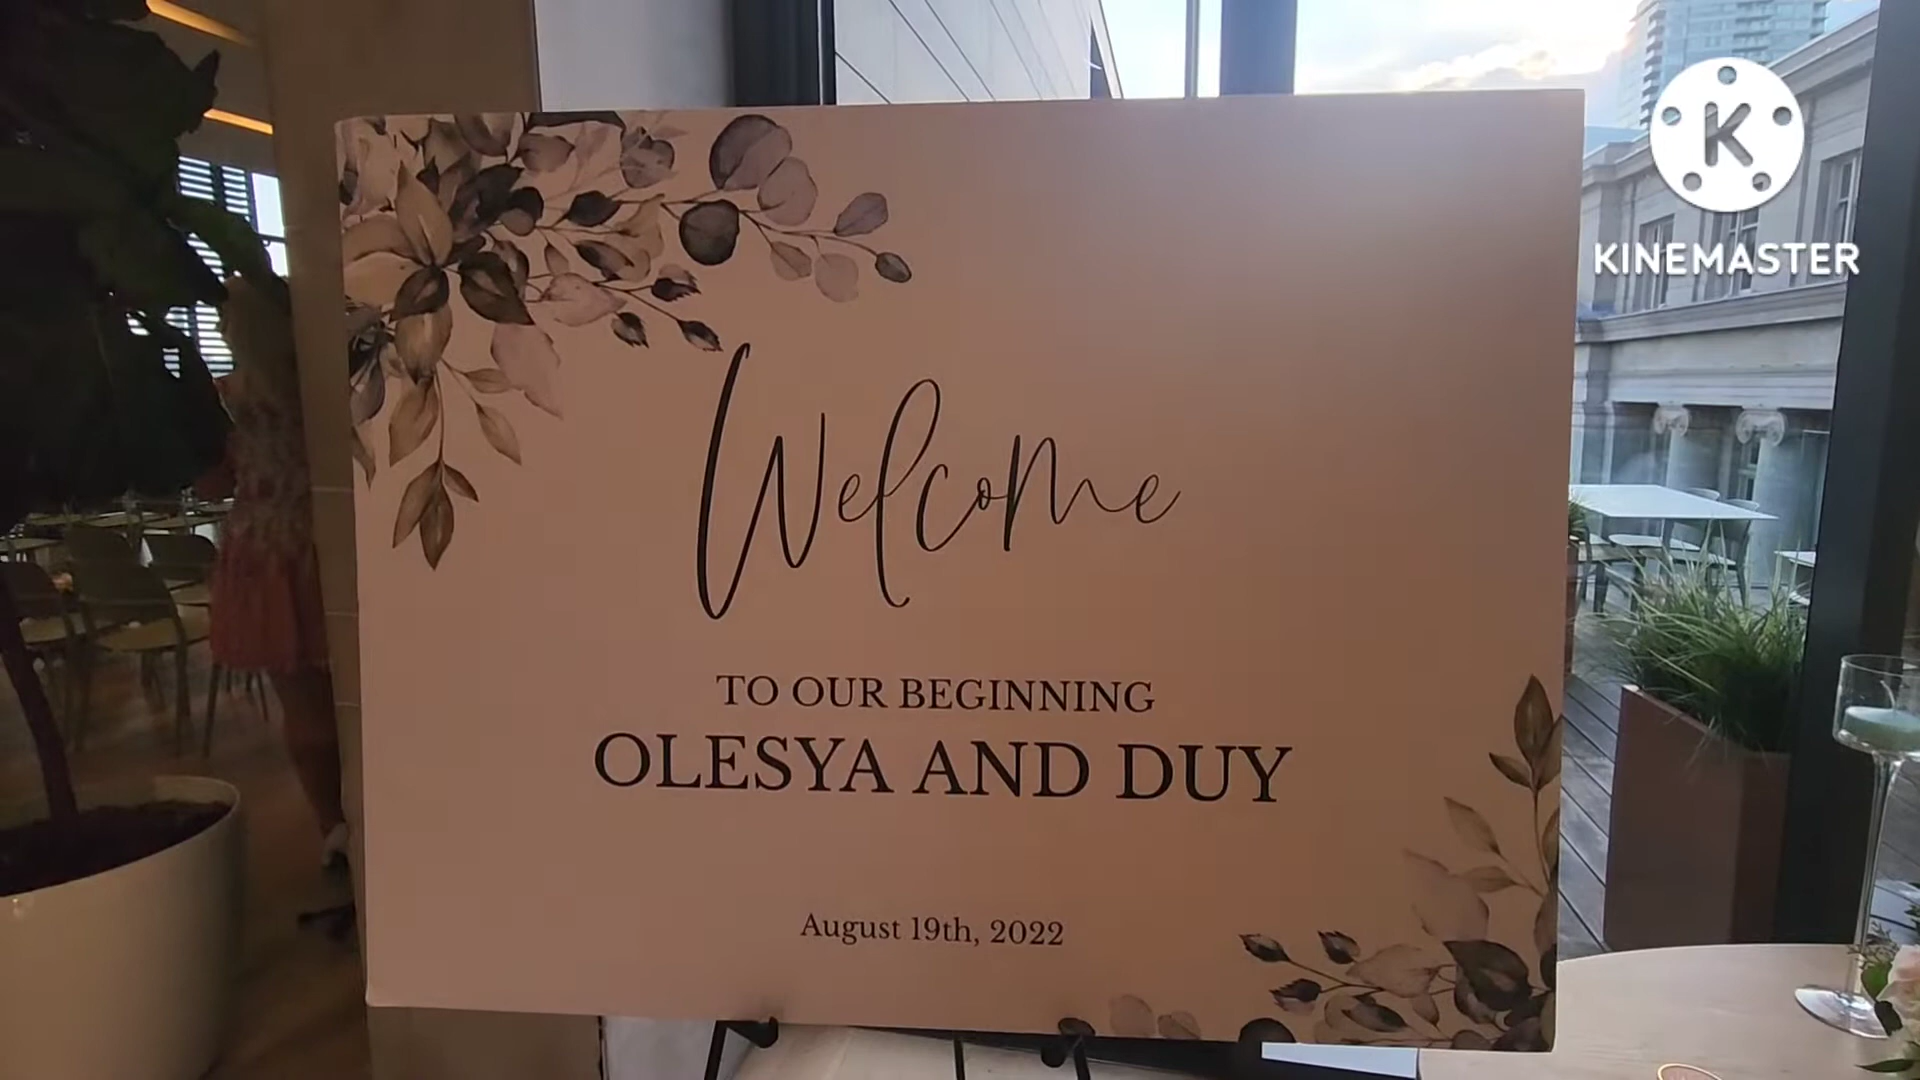 K
KINEMASTER
Welcome
TO OUR BEGINNING
OLESYA AND DUY
August 19th, 2022